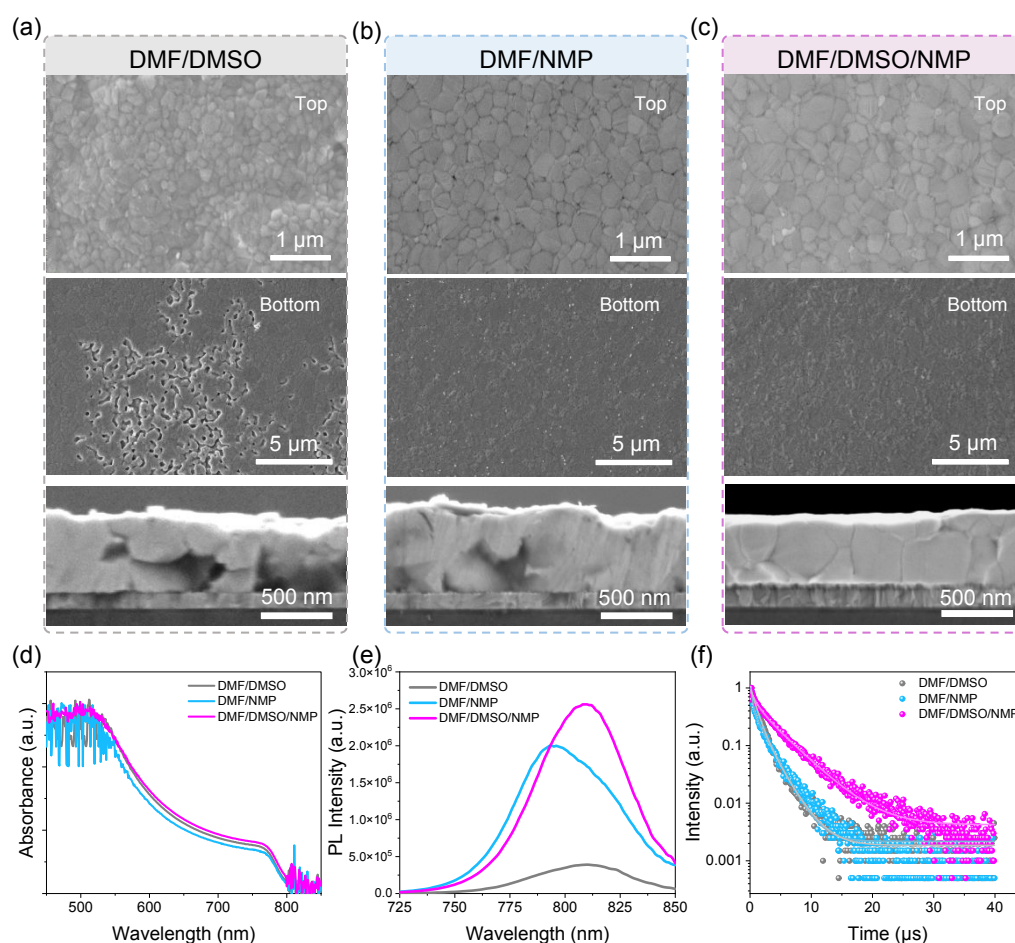 (a)
DMF/DMSO
Top
1 µm
Bottom
5 µm
500 nm
(b)
DMF/NMP
Top
1 µm
Bottom
5 µm
500 nm
(c)
DMF/DMSO/NMP
Top
1 µm
Bottom
5 µm
500 nm
(d)
DMF/DMSO
DMF/NMP
DMF/DMSO/NMP
Absorbance (a.u.)
500 600 700 800
Wavelength (nm)
(e)
3.0×10⁶
2.5×10⁶
2.0×10⁶
1.5×10⁶
1.0×10⁶
5.0×10⁵
0.0
DMF/DMSO
DMF/NMP
DMF/DMSO/NMP
PL Intensity (a.u.)
725 750 775 800 825 850
Wavelength (nm)
(f)
1
0.1
0.01
0.001
DMF/DMSO
DMF/NMP
DMF/DMSO/NMP
Intensity (a.u.)
0 10 20 30 40
Time (µs)